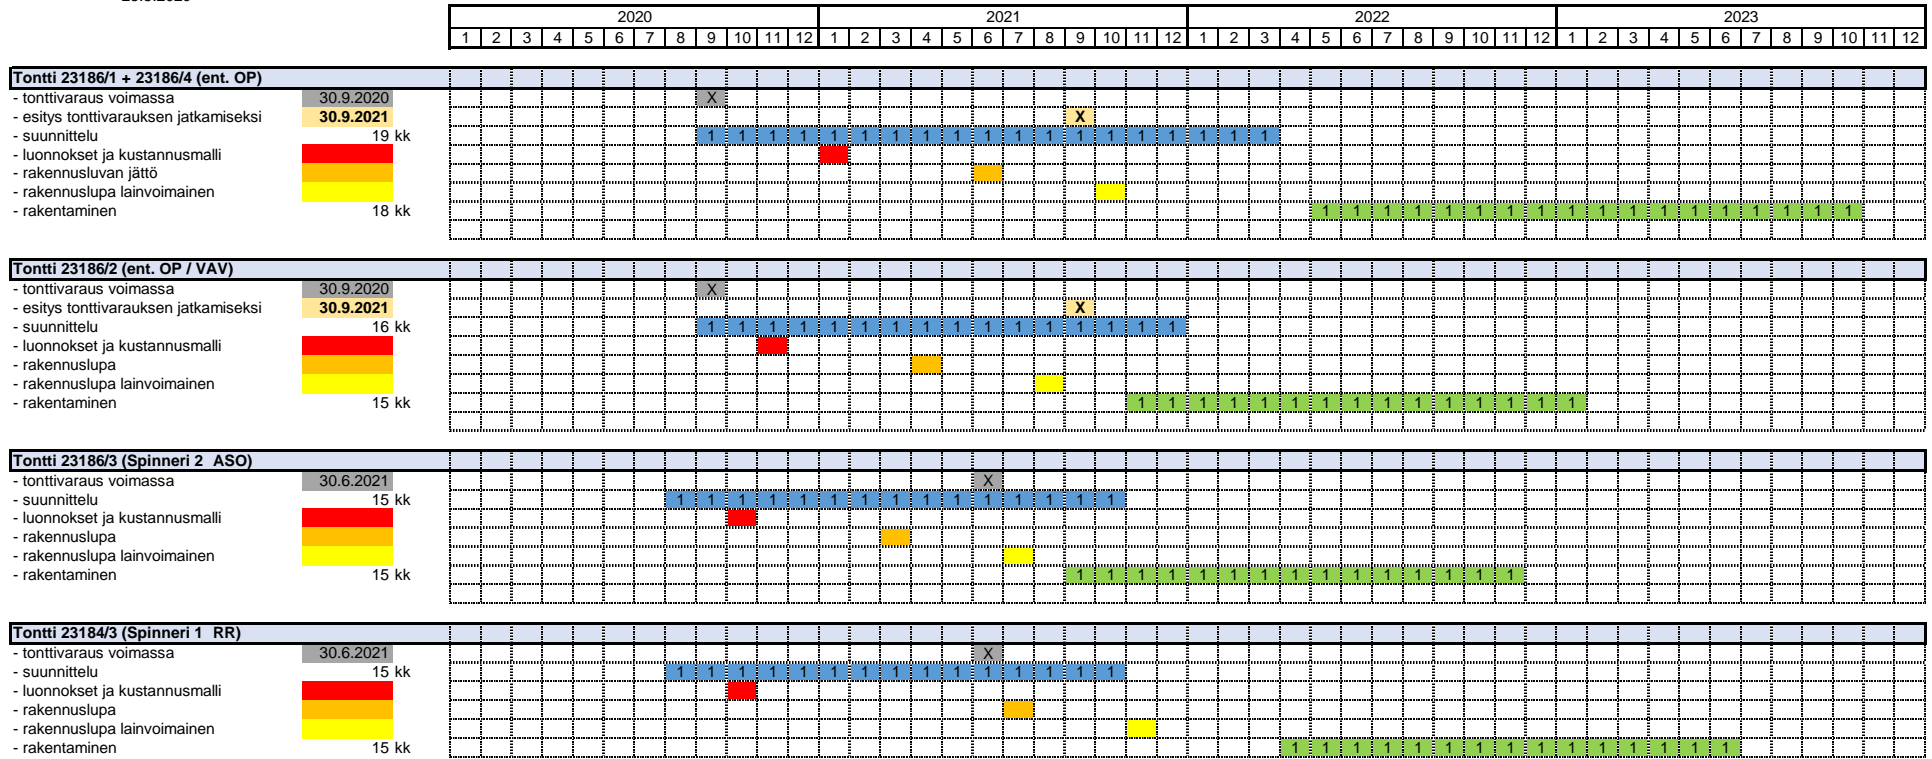 2020 2021 2022 2023
1 2 3 4 5 6 7 8 9 10 11 12 1 2 3 4 5 6 7 8 9 10 11 12 1 2 3 4 5 6 7 8 9 10 11 12 1 2 3 4 5 6 7 8 9 10 11 12
Tontti 23186/1 + 23186/4 (ent. OP)
- tonttivaraus voimassa 30.9.2020 X
- esitys tonttivarauksen jatkamiseksi 30.9.2021 X
- suunnittelu 19 kk 1 1 1 1 1 1 1 1 1 1 1 1 1 1 1 1 1 1 1
- luonnokset ja kustannusmalli
- rakennusluvan jättö
- rakennuslupa lainvoimainen
- rakentaminen 18 kk 1 1 1 1 1 1 1 1 1 1 1 1 1 1 1 1 1 1
Tontti 23186/2 (ent. OP / VAV)
- tonttivaraus voimassa 30.9.2020 X
- esitys tonttivarauksen jatkamiseksi 30.9.2021 X
- suunnittelu 16 kk 1 1 1 1 1 1 1 1 1 1 1 1 1 1 1 1
- luonnokset ja kustannusmalli
- rakennuslupa
- rakennuslupa lainvoimainen
- rakentaminen 15 kk 1 1 1 1 1 1 1 1 1 1 1 1 1 1 1
Tontti 23186/3 (Spinneri 2 ASO)
- tonttivaraus voimassa 30.6.2021 X
- suunnittelu 15 kk 1 1 1 1 1 1 1 1 1 1 1 1 1 1 1
- luonnokset ja kustannusmalli
- rakennuslupa
- rakennuslupa lainvoimainen
- rakentaminen 15 kk 1 1 1 1 1 1 1 1 1 1 1 1 1 1 1
Tontti 23184/3 (Spinneri 1 RR)
- tonttivaraus voimassa 30.6.2021 X
- suunnittelu 15 kk 1 1 1 1 1 1 1 1 1 1 1 1 1 1 1
- luonnokset ja kustannusmalli
- rakennuslupa
- rakennuslupa lainvoimainen
- rakentaminen 15 kk 1 1 1 1 1 1 1 1 1 1 1 1 1 1 1